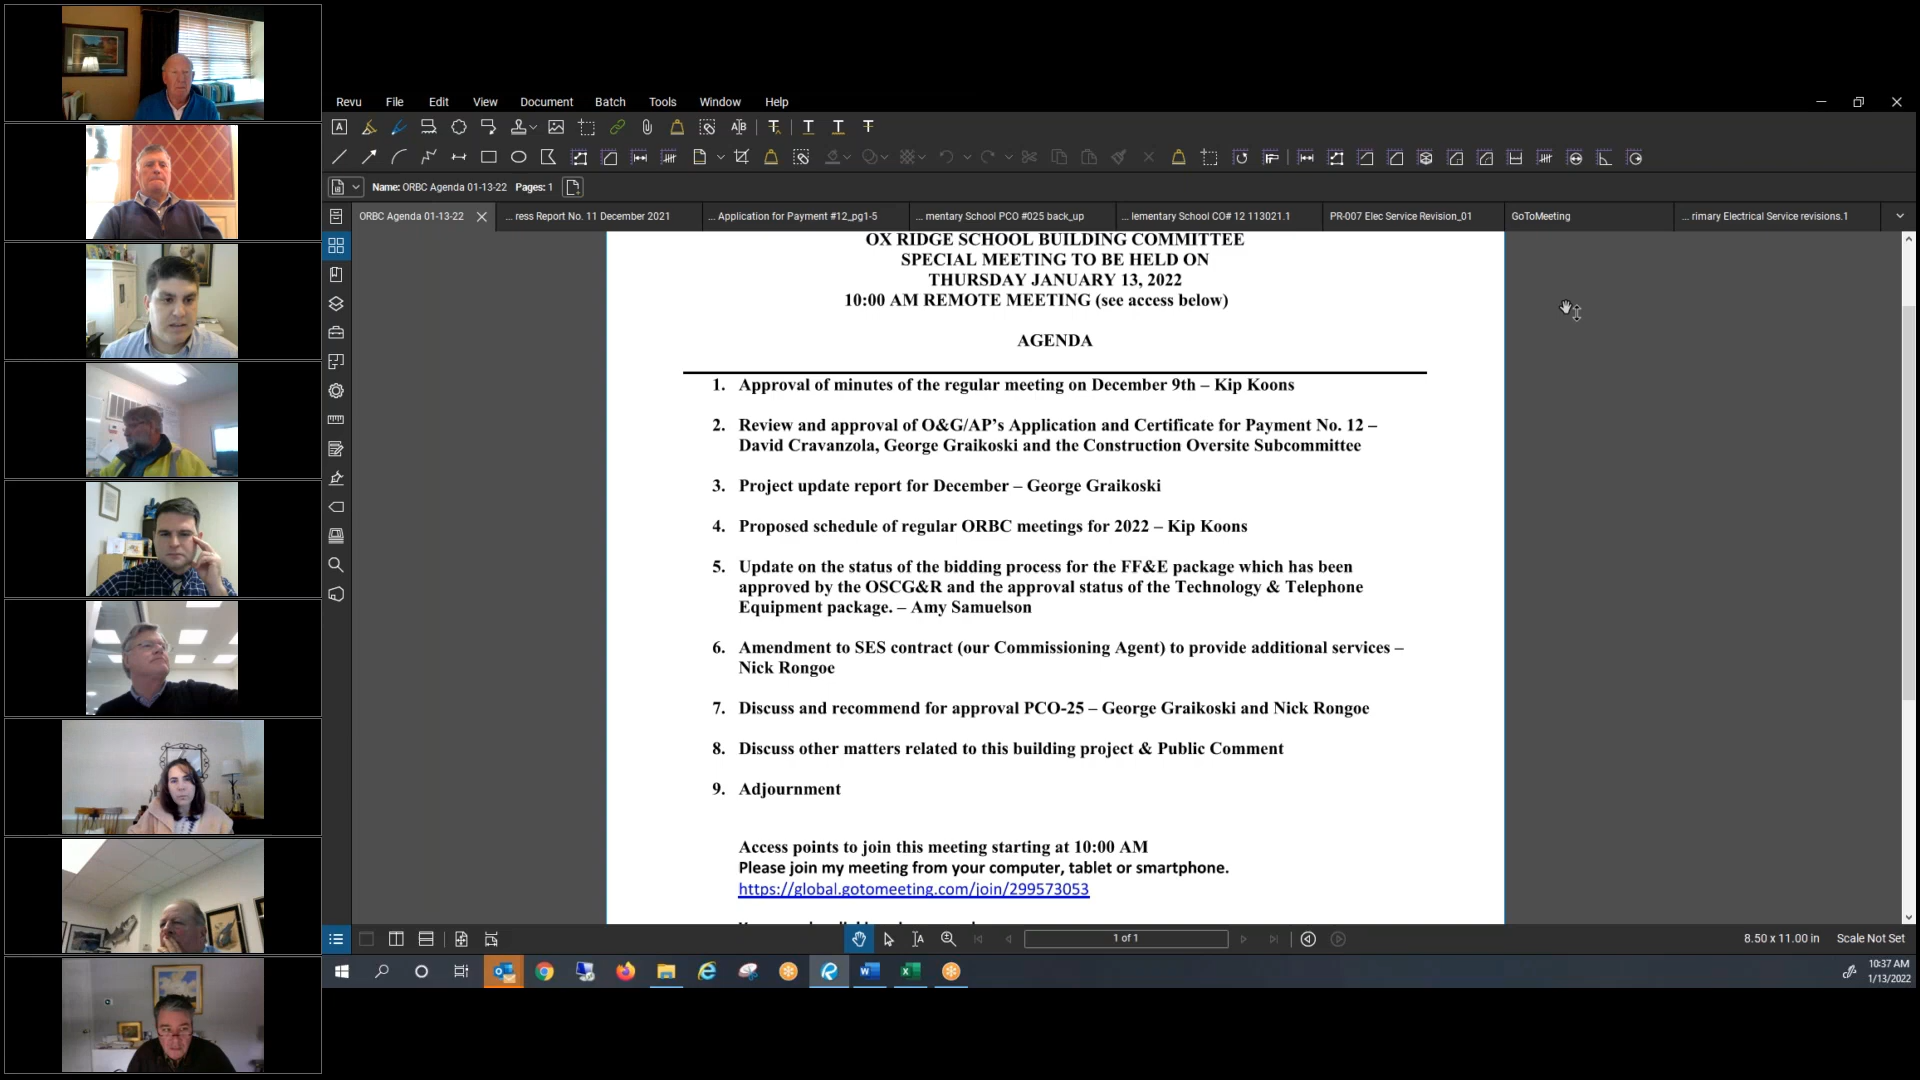 Revu File Edit View Document Batch Tools Window Help
Name: ORBC Agenda 01-13-22 Pages: 1
ORBC Agenda 01-13-22 ... ress Report No. 11 December 2021 ... Application for Payment #12_pg1-5 ... mentary School PCO #025 back_up ... lementary School CO# 12 113021.1 PR-007 Elec Service Revision_01 GoToMeeting ... rimary Electrical Service revisions.1
OX RIDGE SCHOOL BUILDING COMMITTEE
SPECIAL MEETING TO BE HELD ON
THURSDAY JANUARY 13, 2022
10:00 AM REMOTE MEETING (see access below)
AGENDA
1. Approval of minutes of the regular meeting on December 9th – Kip Koons
2. Review and approval of O&G/AP's Application and Certificate for Payment No. 12 –
David Cravanzola, George Graikoski and the Construction Oversite Subcommittee
3. Project update report for December – George Graikoski
4. Proposed schedule of regular ORBC meetings for 2022 – Kip Koons
5. Update on the status of the bidding process for the FF&E package which has been
approved by the OSCG&R and the approval status of the Technology & Telephone
Equipment package. – Amy Samuelson
6. Amendment to SES contract (our Commissioning Agent) to provide additional services –
Nick Rongoe
7. Discuss and recommend for approval PCO-25 – George Graikoski and Nick Rongoe
8. Discuss other matters related to this building project & Public Comment
9. Adjournment
Access points to join this meeting starting at 10:00 AM
Please join my meeting from your computer, tablet or smartphone.
https://global.gotomeeting.com/join/299573053
1 of 1
8.50 x 11.00 in Scale Not Set
10:37 AM
1/13/2022